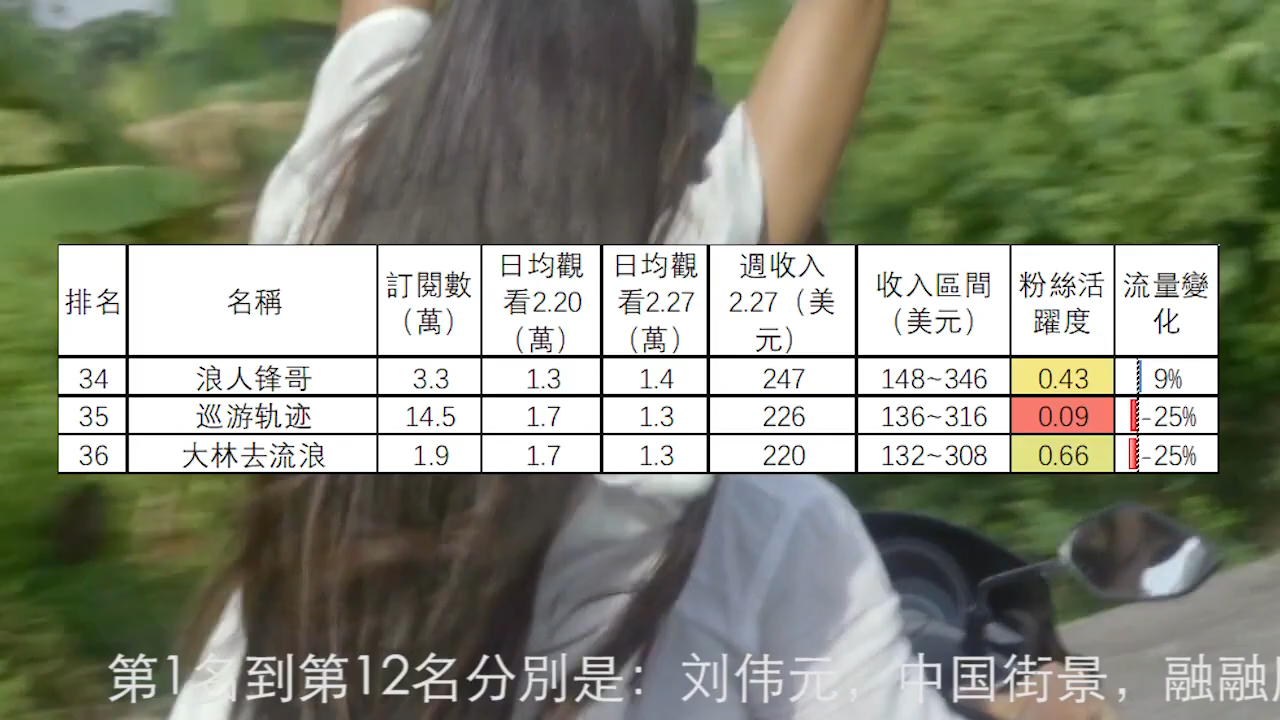 排名 名稱 訂閱數（萬） 日均觀看2.20（萬） 日均觀看2.27（萬） 週收入2.27（美元） 收入區間（美元） 粉絲活躍度 流量變化
34 浪人锋哥 3.3 1.3 1.4 247 148~346 0.43 9%
35 巡游轨迹 14.5 1.7 1.3 226 136~316 0.09 -25%
36 大林去流浪 1.9 1.7 1.3 220 132~308 0.66 -25%
第1名到第12名分別是：刘伟元，中国街景，融融